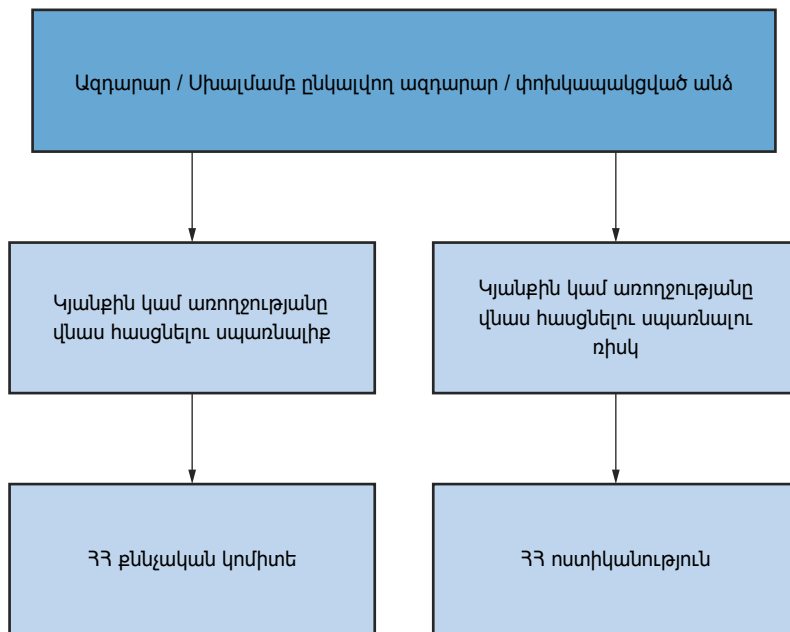 Ազդարար / Սխալմամբ ընկալվող ազդարար / փոխկապակցված անձ
Կյանքին կամ առողջությանը
վնաս հասցնելու սպառնալիք
Կյանքին կամ առողջությանը
վնաս հասցնելու սպառնալու
ռիսկ
ՀՀ քննչական կոմիտե
ՀՀ ոստիկանություն